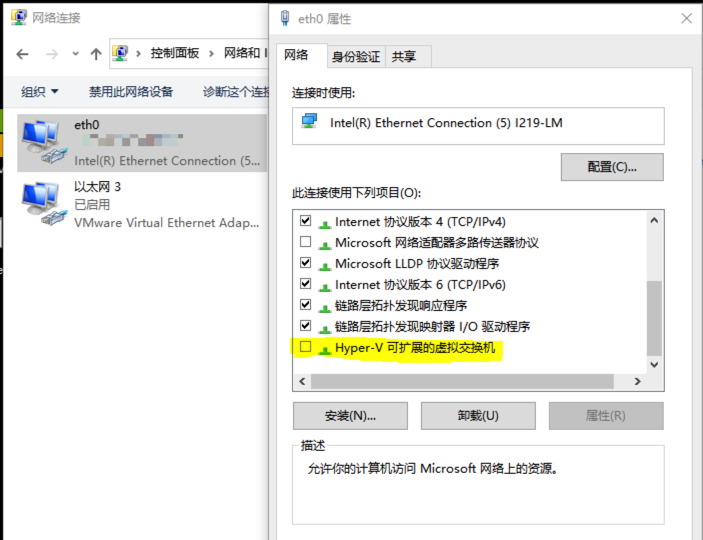 网络连接
控制面板 › 网络和 I
组织 禁用此网络设备 诊断这个连接
eth0
Intel(R) Ethernet Connection (5...
以太网 3
已启用
VMware Virtual Ethernet Adap...
eth0 属性
网络 身份验证 共享
连接时使用:
Intel(R) Ethernet Connection (5) I219-LM
配置(C)...
此连接使用下列项目(O):
Internet 协议版本 4 (TCP/IPv4)
Microsoft 网络适配器多路传送器协议
Microsoft LLDP 协议驱动程序
Internet 协议版本 6 (TCP/IPv6)
链路层拓扑发现响应程序
链路层拓扑发现映射器 I/O 驱动程序
Hyper-V 可扩展的虚拟交换机
安装(N)... 卸载(U) 属性(R)
描述
允许你的计算机访问 Microsoft 网络上的资源。